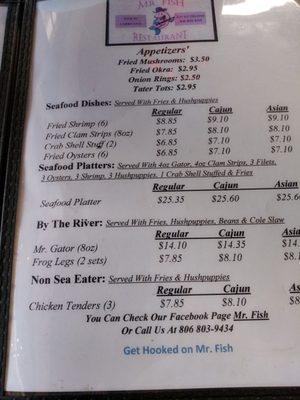 MR. FISH
RESTAURANT
Appetizers'
Fried Mushrooms: $3.50
Fried Okra: $2.95
Onion Rings: $2.50
Tater Tots: $2.95
Seafood Dishes: Served With Fries & Hushpuppies
Regular Cajun Asian
Fried Shrimp (6) $8.85 $9.10 $9.10
Fried Clam Strips (8oz) $7.85 $8.10 $8.10
Crab Shell Stuff (2) $6.85 $7.10 $7.10
Fried Oysters (6) $6.85 $7.10 $7.10
Seafood Platters: Served With 4oz Gator, 4oz Clam Strips, 3 Filets,
3 Oysters, 3 Shrimp, 3 Hushpuppies, 1 Crab Shell Stuffed & Fries
Regular Cajun Asian
Seafood Platter $25.35 $25.60 $25.6
By The River: Served With Fries, Hushpuppies, Beans & Cole Slaw
Regular Cajun Asia
Mr. Gator (8oz) $14.10 $14.35 $14.
Frog Legs (2 sets) $7.85 $8.10 $8.1
Non Sea Eater: Served With Fries & Hushpuppies
Regular Cajun As
Chicken Tenders (3) $7.85 $8.10 $8
You Can Check Our Facebook Page Mr. Fish
Or Call Us At 806 803-9434
Get Hooked on Mr. Fish